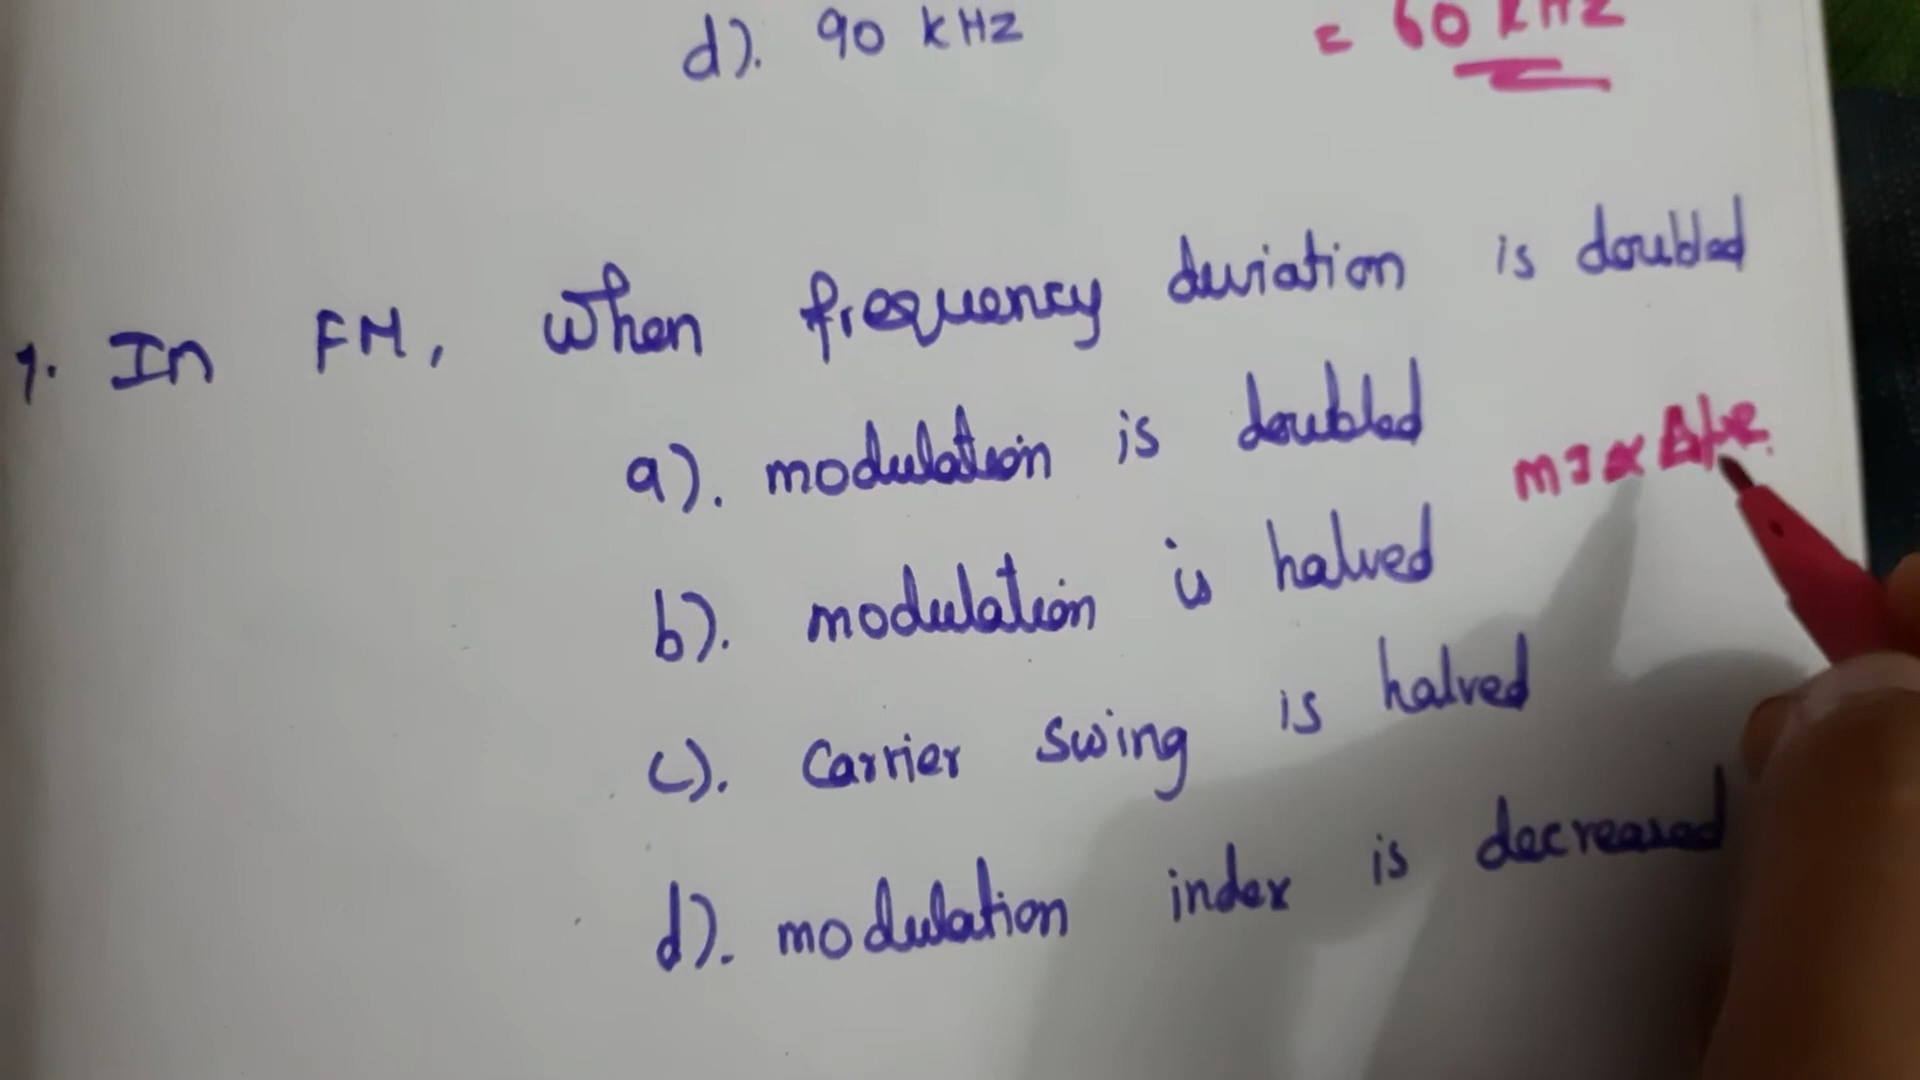 d). 90 kHz
= 60 kHz
9. In FM, When frequency deviation is doubled
a). modulation is doubled
b). modulation is halved
c). Carrier swing is halved
d). modulation index is decreased